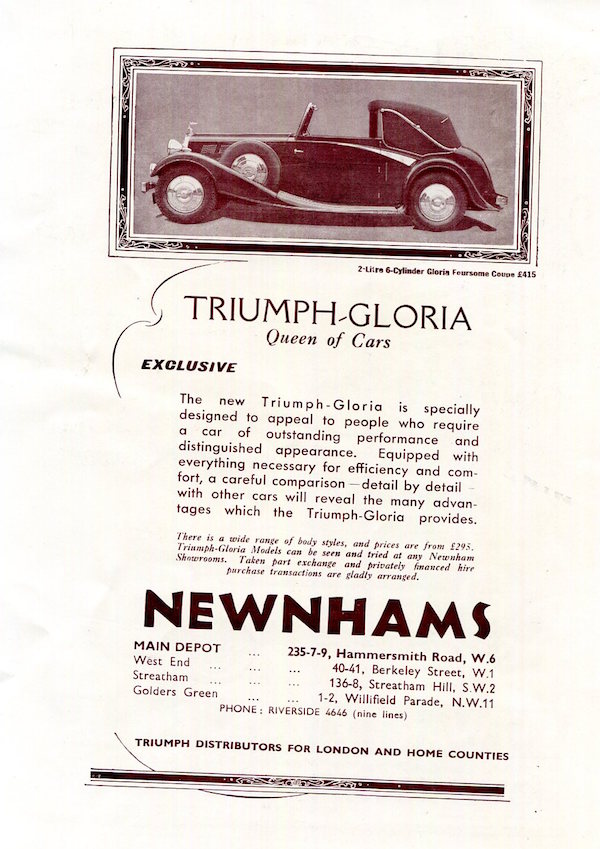 2-Litre 6-Cylinder Gloria Foursome Coupe £415
TRIUMPH-GLORIA
Queen of Cars
EXCLUSIVE
The new Triumph-Gloria is specially
designed to appeal to people who require
a car of outstanding performance and
distinguished appearance. Equipped with
everything necessary for efficiency and com-
fort, a careful comparison — detail by detail —
with other cars will reveal the many advan-
tages which the Triumph-Gloria provides.
There is a wide range of body styles, and prices are from £295.
Triumph-Gloria Models can be seen and tried at any Newnham
Showrooms. Taken part exchange and privately financed hire
purchase transactions are gladly arranged.
NEWNHAMS
MAIN DEPOT ... 235-7-9, Hammersmith Road, W.6
West End ... ... ... 40-41, Berkeley Street, W.1
Streatham ... ... ... 136-8, Streatham Hill, S.W.2
Golders Green ... ... 1-2, Willifield Parade, N.W.11
PHONE: RIVERSIDE 4646 (nine lines)
TRIUMPH DISTRIBUTORS FOR LONDON AND HOME COUNTIES